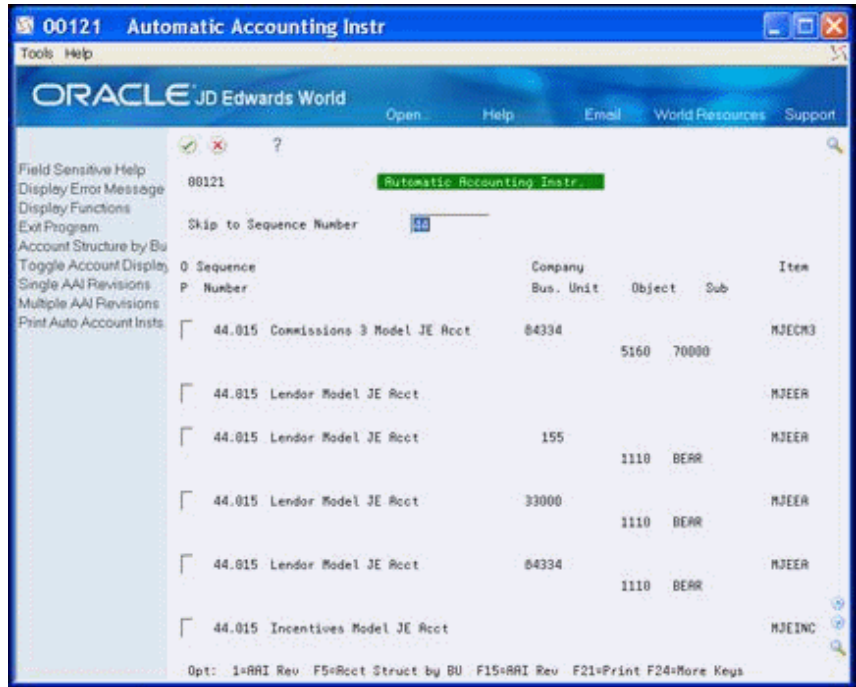 00121 Automatic Accounting Instr
Tools Help
ORACLE JD Edwards World
Open.. Help Email World Resources Support
?
Field Sensitive Help
Display Error Message
Display Functions
Exit Program
Account Structure by Bu
Toggle Account Display
Single AAI Revisions
Multiple AAI Revisions
Print Auto Account Insts
00121 Automatic Accounting Instr.
Skip to Sequence Number 44
O Sequence Company Item
P Number Bus. Unit Object Sub
44.015 Commissions 3 Model JE Acct 84334 MJECM3
5160 70000
44.015 Lendor Model JE Acct MJEER
44.015 Lendor Model JE Acct 155 MJEER
1110 BEAR
44.015 Lendor Model JE Acct 33000 MJEER
1110 BEAR
44.015 Lendor Model JE Acct 84334 MJEER
1110 BEAR
44.015 Incentives Model JE Acct MJEINC
Opt: 1=AAI Rev F5=Acct Struct by BU F15=AAI Rev F21=Print F24=More Keys